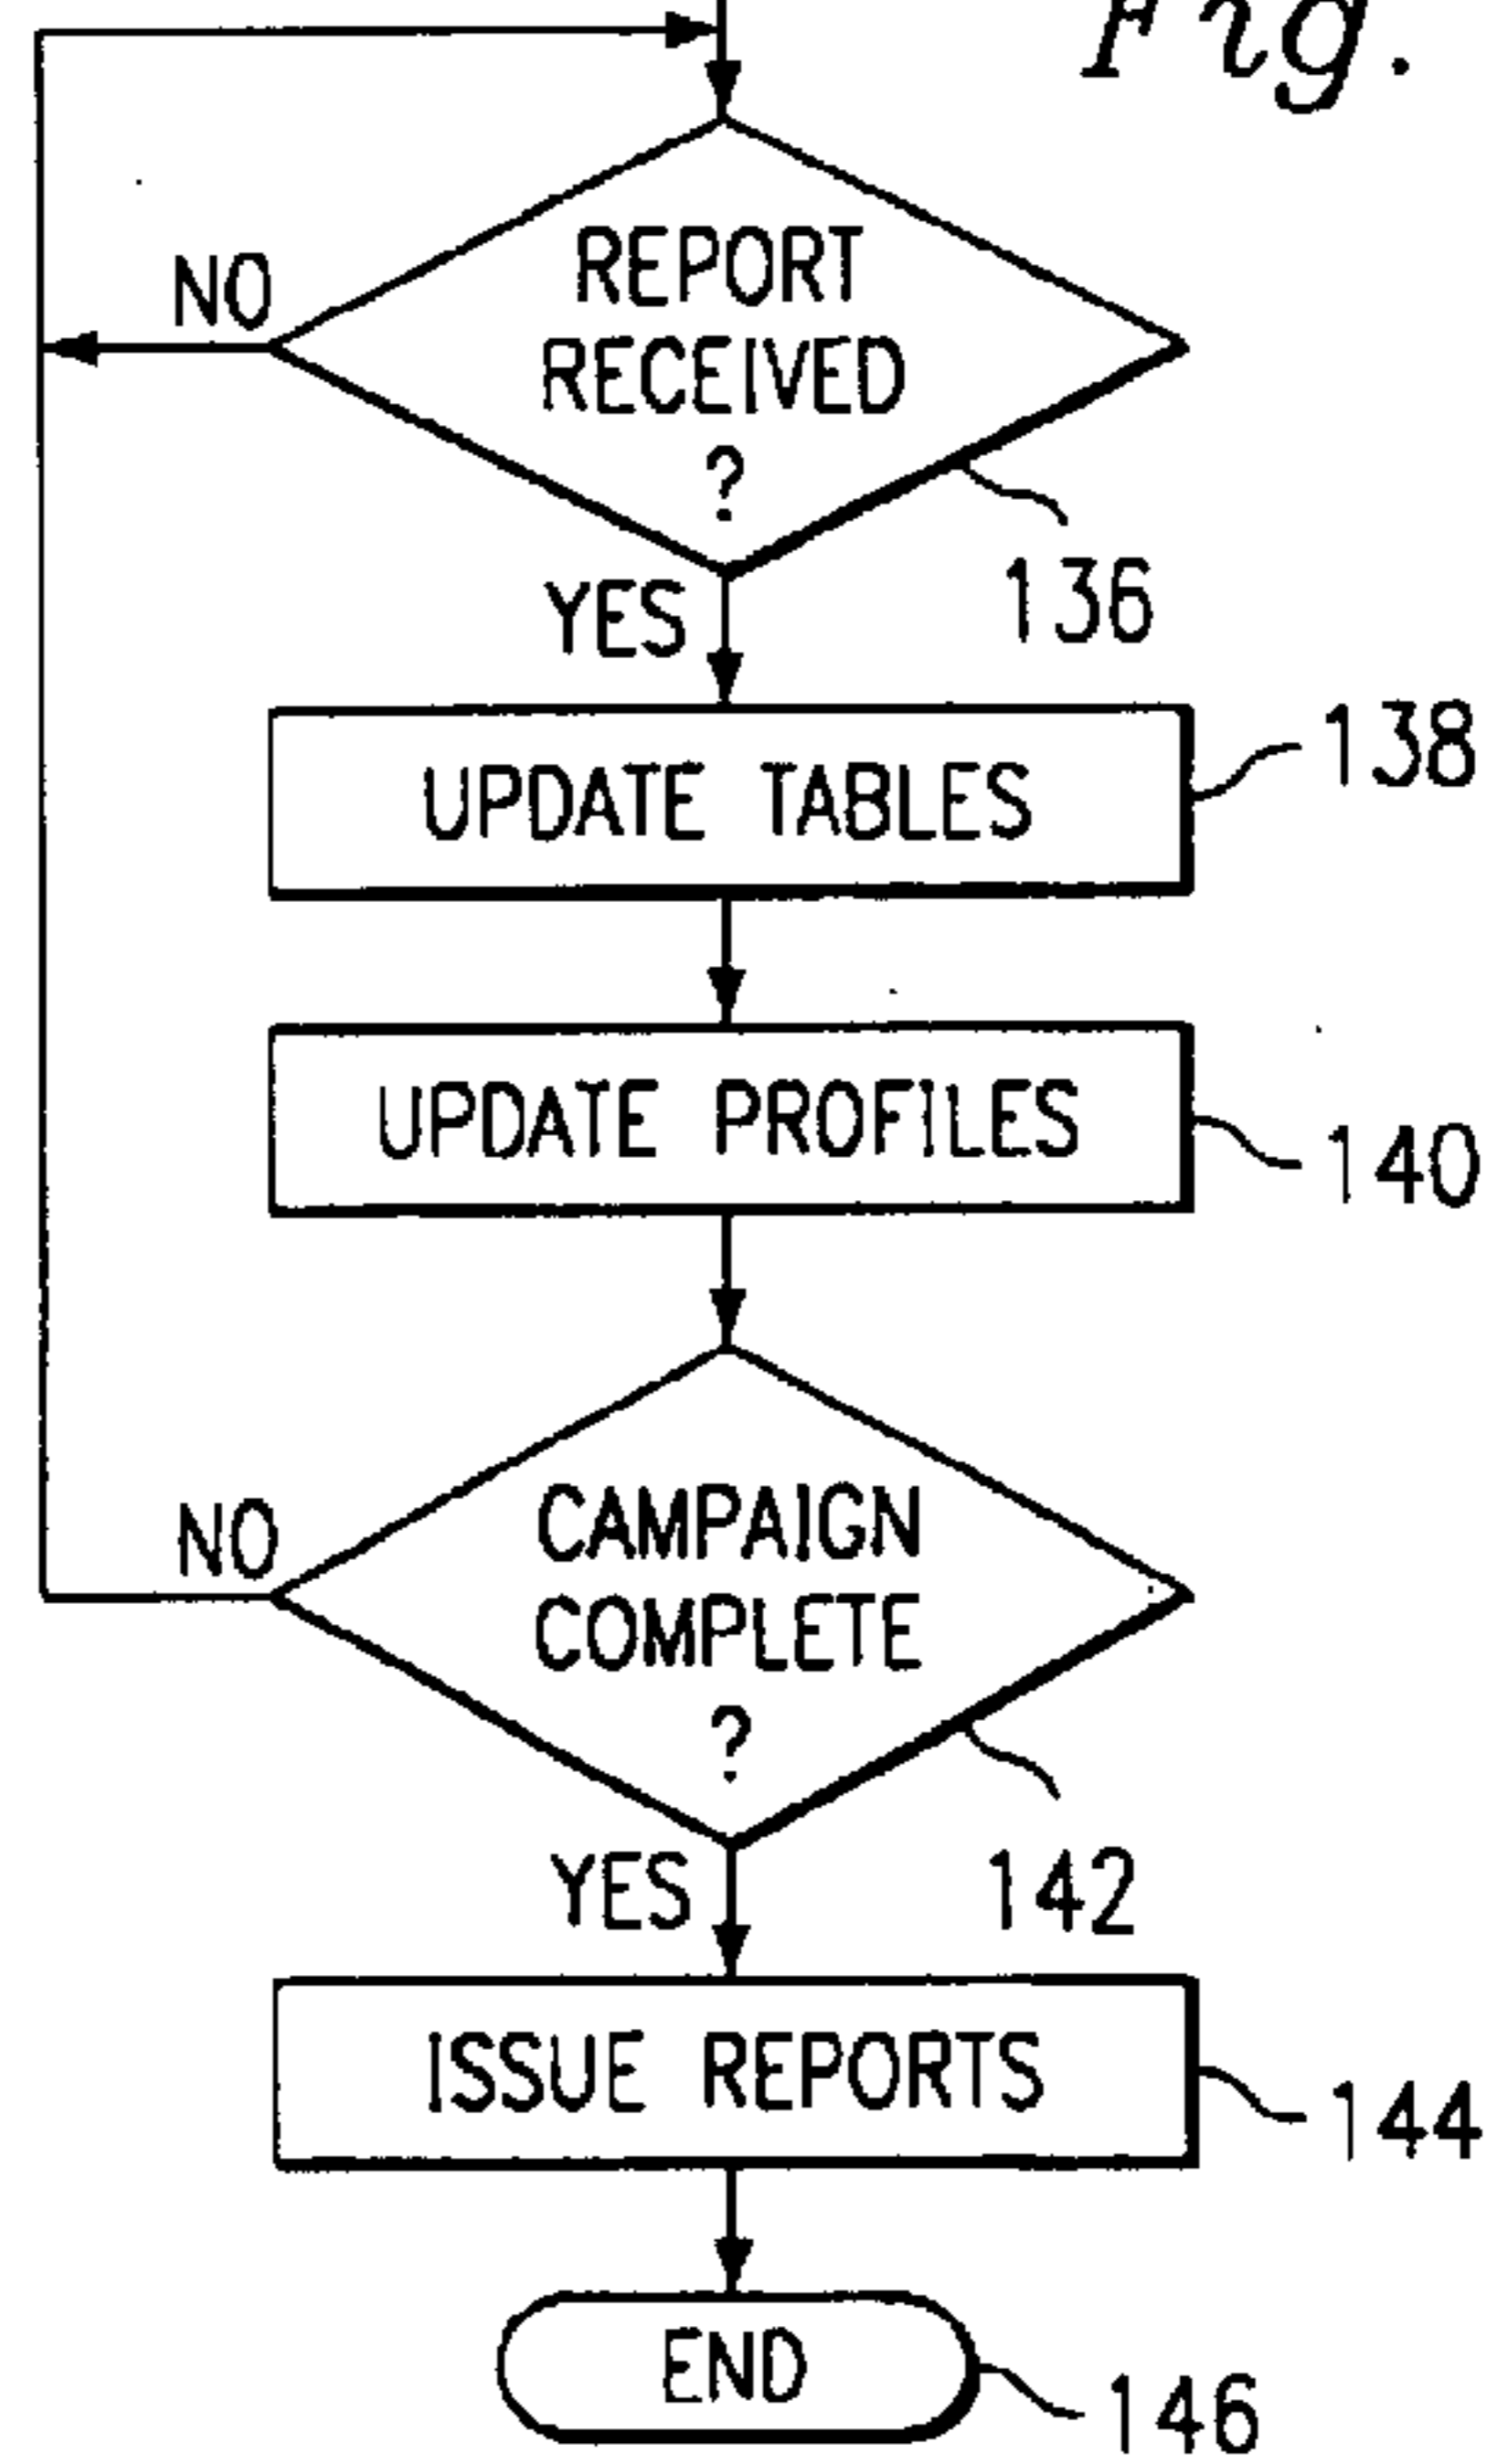 Fig.
REPORT
RECEIVED
?
NO
YES
136
UPDATE TABLES
138
UPDATE PROFILES
140
CAMPAIGN
COMPLETE
?
NO
YES
142
ISSUE REPORTS
144
END
146